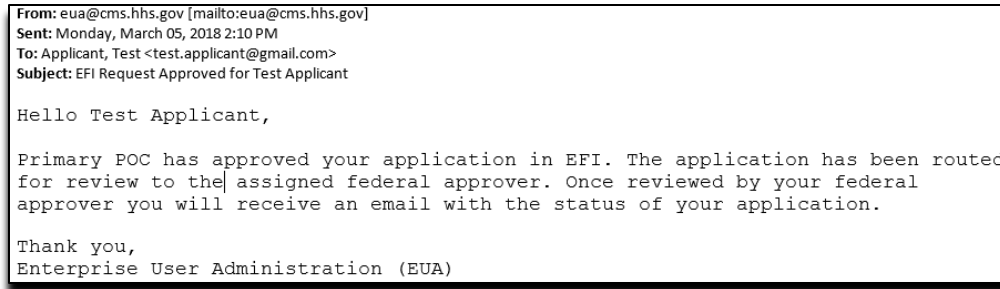 From: eua@cms.hhs.gov [mailto:eua@cms.hhs.gov]
Sent: Monday, March 05, 2018 2:10 PM
To: Applicant, Test <test.applicant@gmail.com>
Subject: EFI Request Approved for Test Applicant
Hello Test Applicant,
Primary POC has approved your application in EFI. The application has been routed
for review to the assigned federal approver. Once reviewed by your federal
approver you will receive an email with the status of your application.
Thank you,
Enterprise User Administration (EUA)